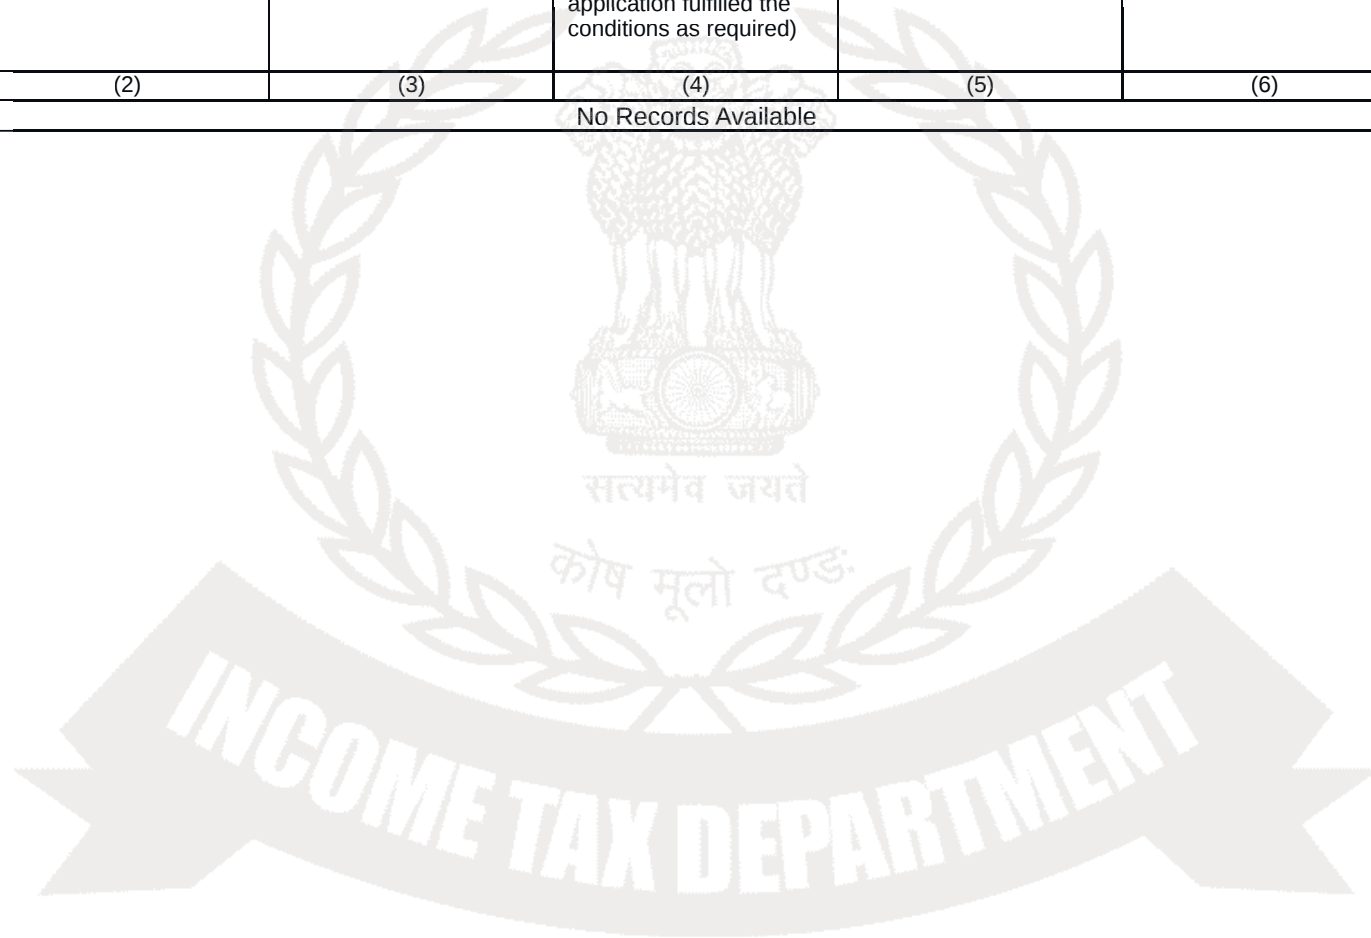 application fulfilled the
conditions as required)
(2) (3) (4) (5) (6)
No Records Available
सत्यमेव जयते
कोष मूलो दण्डः
INCOME TAX DEPARTMENT